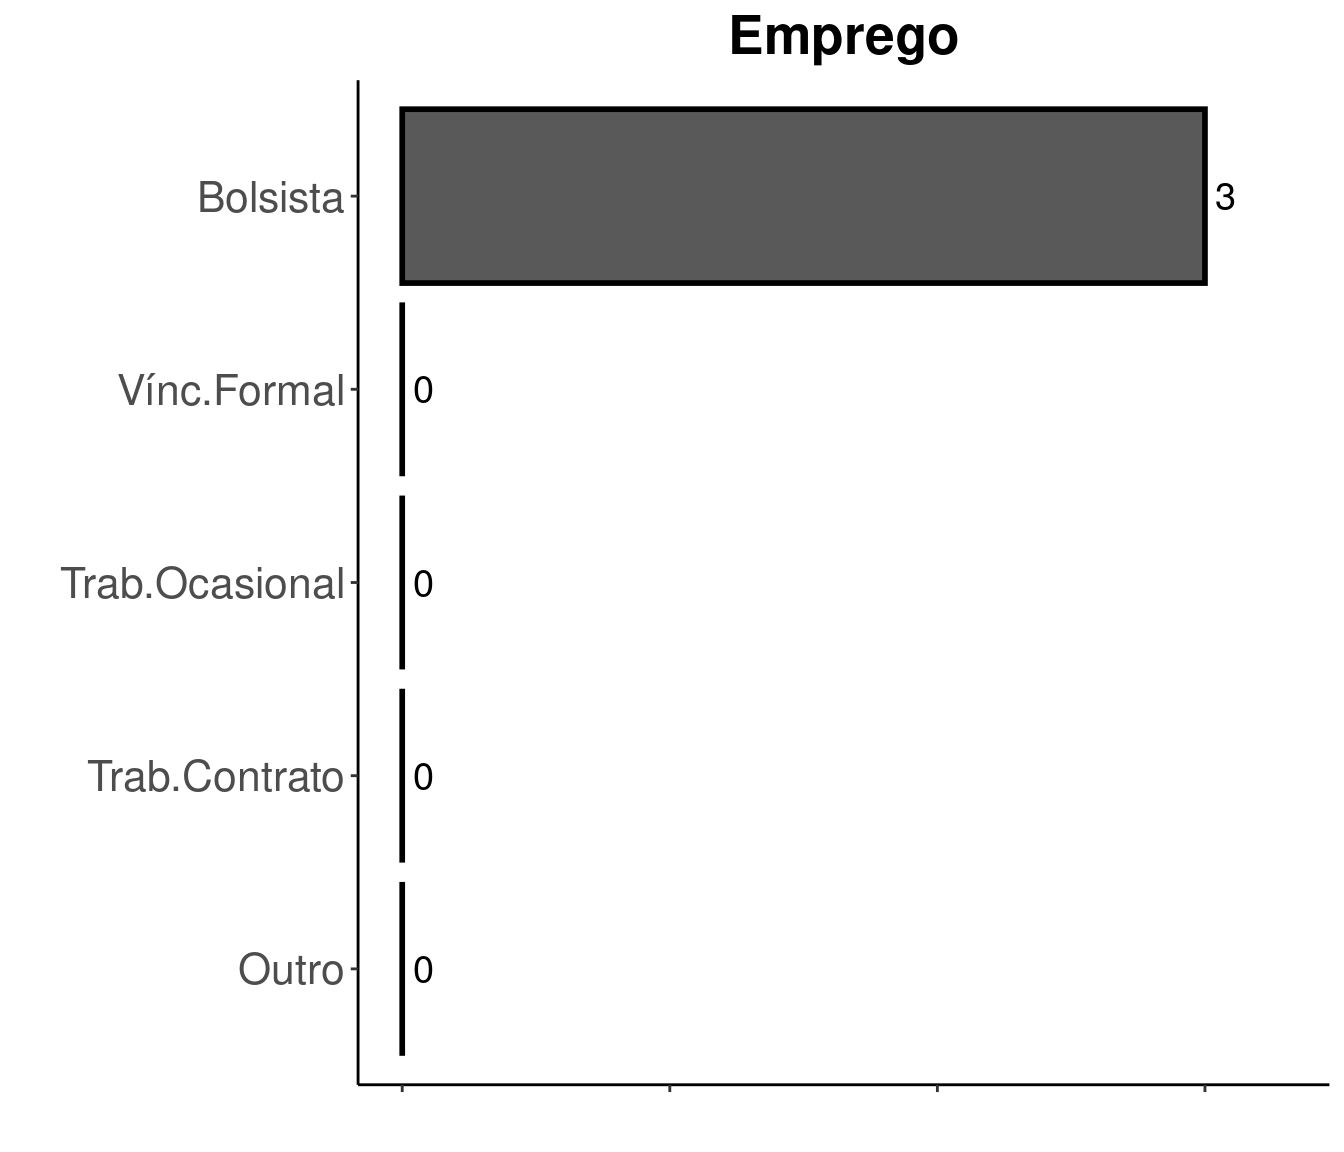 Emprego
Bolsista 3
Vínc.Formal 0
Trab.Ocasional 0
Trab.Contrato 0
Outro 0